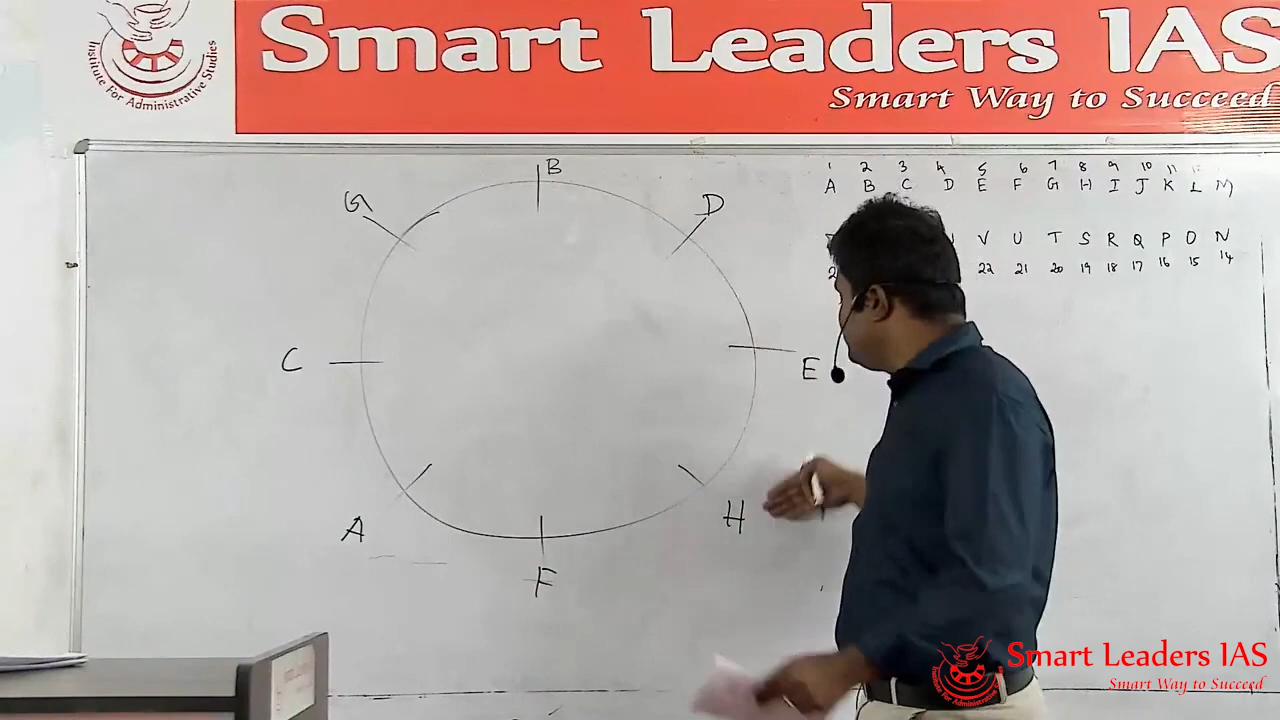 Smart Leaders IAS
Smart Way to Succeed
Institute For Administrative Studies
B
G
D
C
E
A
H
F
1 2 3 4 5 6 7 8 9 10 11
A B C D E F G H I J K L M
V U T S R Q P O N
22 21 20 19 18 17 16 15 14
Smart Leaders IAS
Smart Way to Succeed